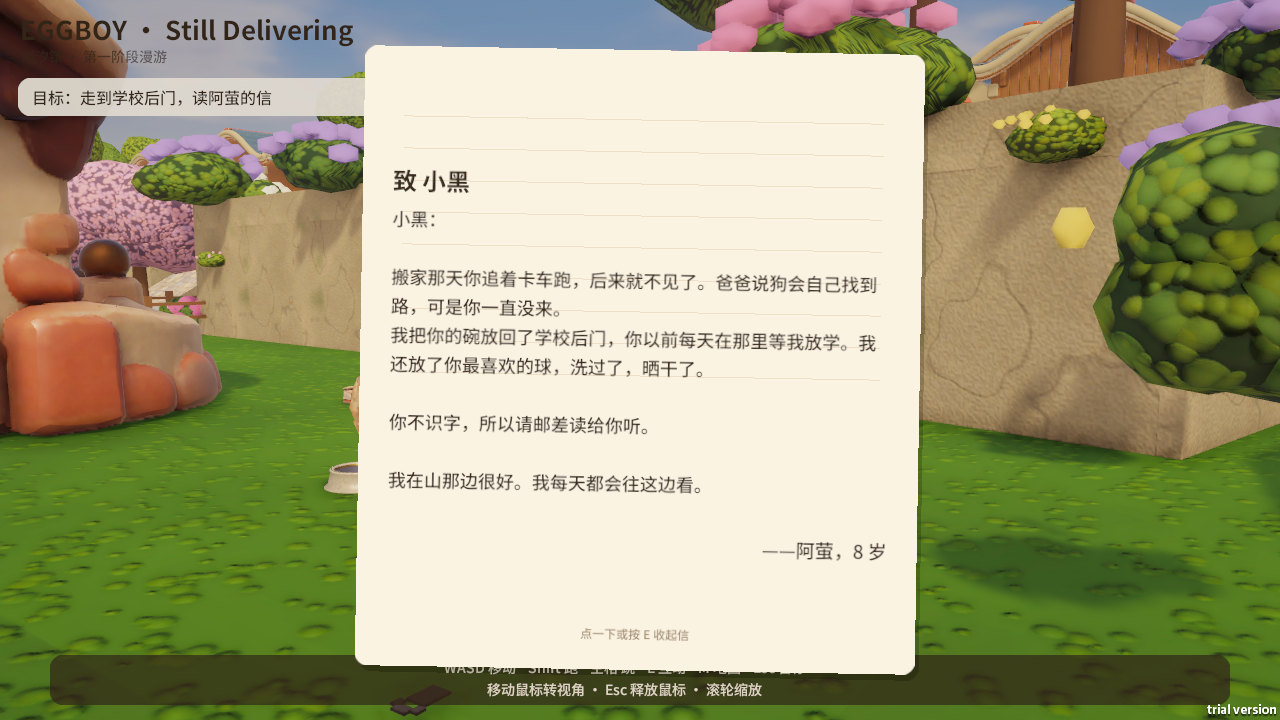 EGGBOY · Still Delivering
第一阶段漫游
目标：走到学校后门，读阿萤的信
致 小黑
小黑：
搬家那天你追着卡车跑，后来就不见了。爸爸说狗会自己找到
路，可是你一直没来。
我把你的碗放回了学校后门，你以前每天在那里等我放学。我
还放了你最喜欢的球，洗过了，晒干了。
你不识字，所以请邮差读给你听。
我在山那边很好。我每天都会往这边看。
——阿萤，8 岁
点一下或按 E 收起信
WASD 移动
移动鼠标转视角 · Esc 释放鼠标 · 滚轮缩放
trial version